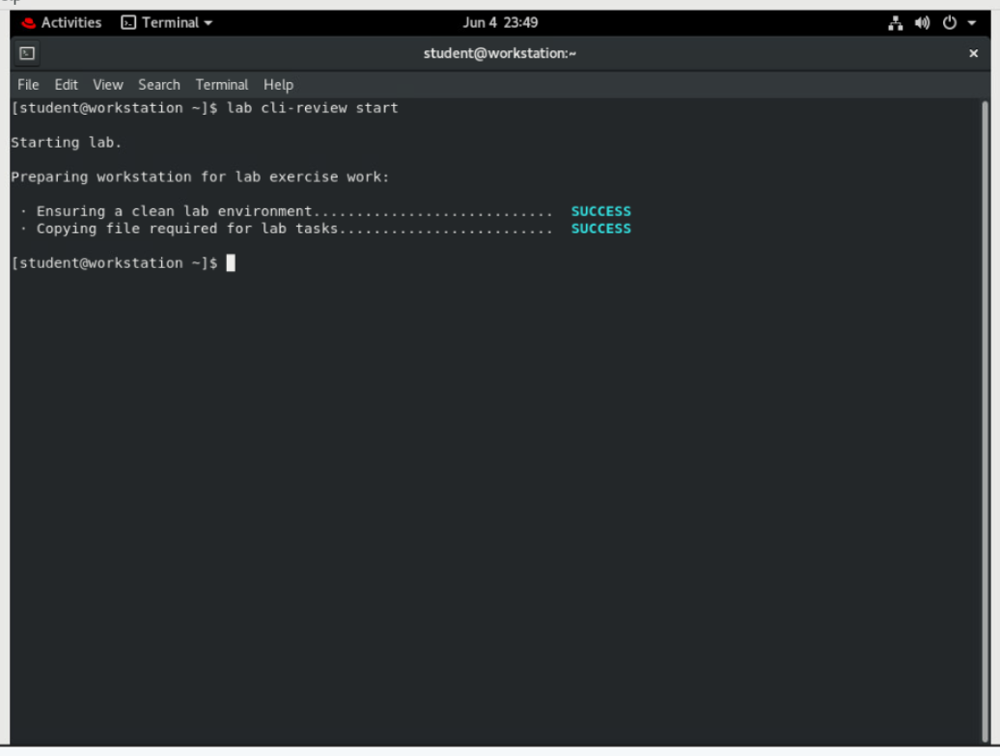 Activities Terminal Jun 4 23:49
student@workstation:~ ×
File Edit View Search Terminal Help
[student@workstation ~]$ lab cli-review start
Starting lab.
Preparing workstation for lab exercise work:
· Ensuring a clean lab environment............................ SUCCESS
· Copying file required for lab tasks......................... SUCCESS
[student@workstation ~]$